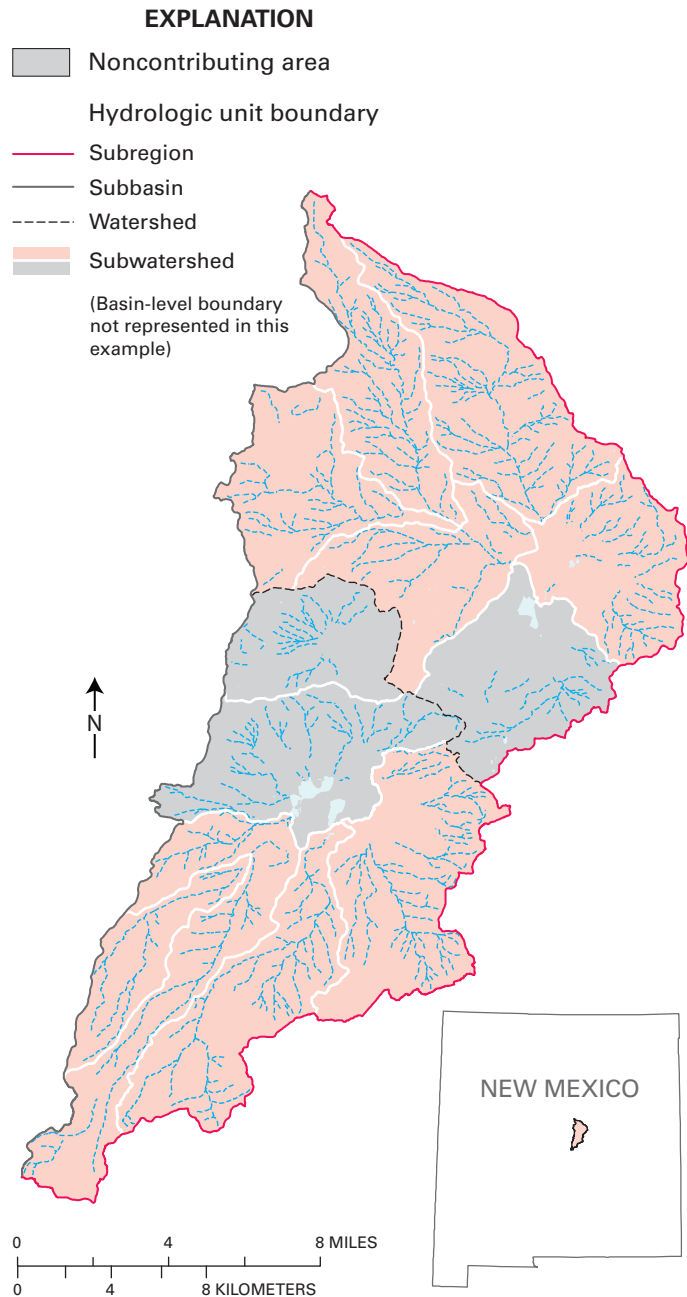 EXPLANATION
Noncontributing area
Hydrologic unit boundary
Subregion
Subbasin
Watershed
Subwatershed
(Basin-level boundary
not represented in this
example)
N
NEW MEXICO
0 4 8 MILES
0 4 8 KILOMETERS